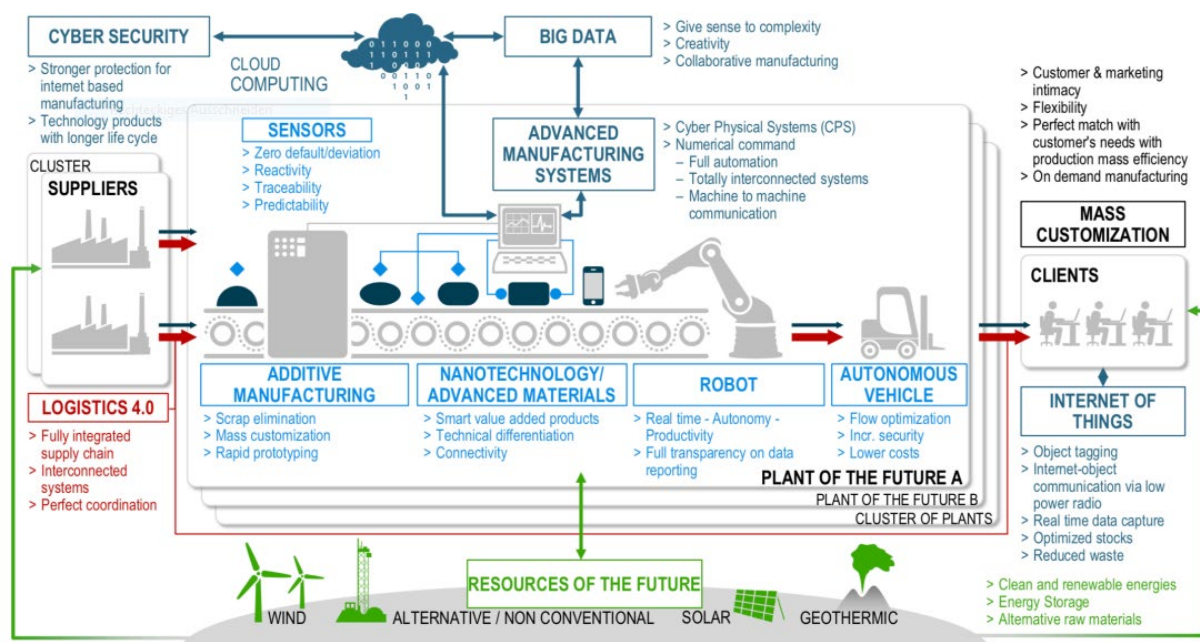 CYBER SECURITY
> Stronger protection for
internet based
manufacturing
> Technology products
with longer life cycle
CLOUD
COMPUTING
BIG DATA
> Give sense to complexity
> Creativity
> Collaborative manufacturing
SENSORS
> Zero default/deviation
> Reactivity
> Traceability
> Predictability
ADVANCED
MANUFACTURING
SYSTEMS
> Cyber Physical Systems (CPS)
> Numerical command
– Full automation
– Totally interconnected systems
– Machine to machine
communication
> Customer & marketing
intimacy
> Flexibility
> Perfect match with
customer's needs with
production mass efficiency
> On demand manufacturing
MASS
CUSTOMIZATION
CLUSTER
SUPPLIERS
CLIENTS
LOGISTICS 4.0
> Fully integrated
supply chain
> Interconnected
systems
> Perfect coordination
ADDITIVE
MANUFACTURING
> Scrap elimination
> Mass customization
> Rapid prototyping
NANOTECHNOLOGY/
ADVANCED MATERIALS
> Smart value added products
> Technical differentiation
> Connectivity
ROBOT
> Real time - Autonomy -
Productivity
> Full transparency on data
reporting
AUTONOMOUS
VEHICLE
> Flow optimization
> Incr. security
> Lower costs
PLANT OF THE FUTURE A
PLANT OF THE FUTURE B
CLUSTER OF PLANTS
INTERNET OF
THINGS
> Object tagging
> Internet-object
communication via low
power radio
> Real time data capture
> Optimized stocks
> Reduced waste
RESOURCES OF THE FUTURE
WIND
ALTERNATIVE / NON CONVENTIONAL
SOLAR
GEOTHERMIC
> Clean and renewable energies
> Energy Storage
> Alternative raw materials